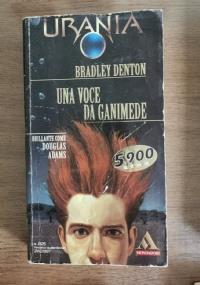 URANIA
BRADLEY DENTON
UNA VOCE
DA GANIMEDE
BRILLANTE COME
DOUGLAS
ADAMS
5.900
MONDADORI